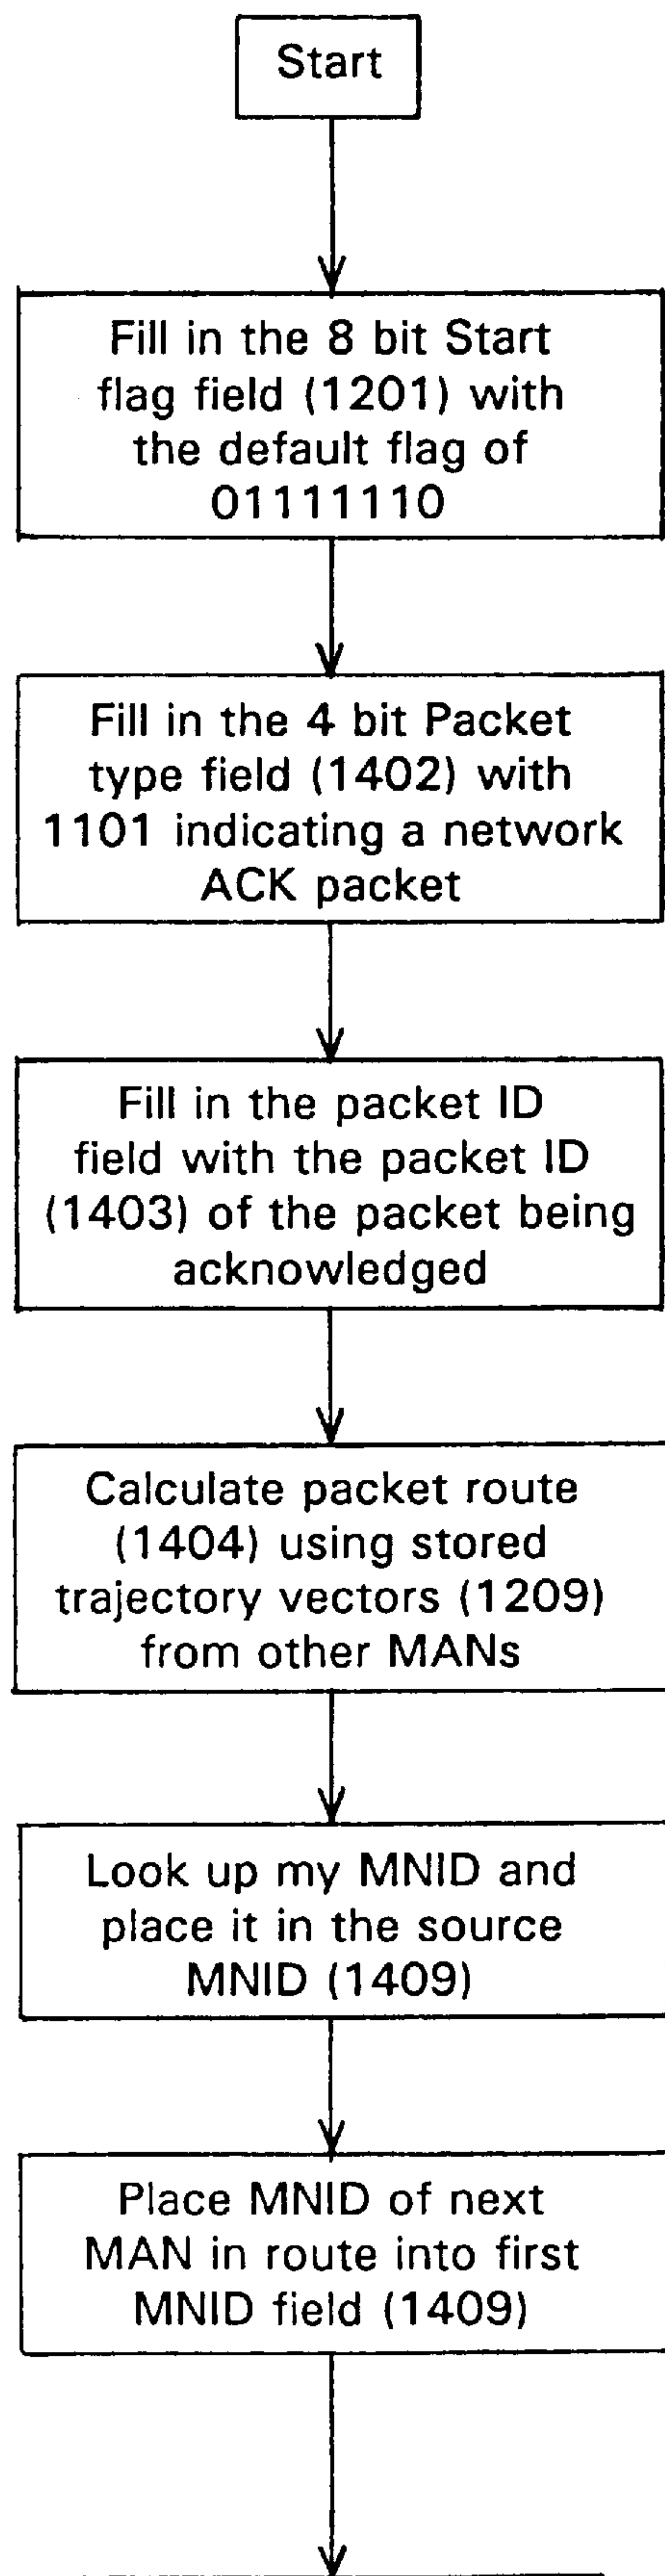 Start
Fill in the 8 bit Start
flag field (1201) with
the default flag of
01111110
Fill in the 4 bit Packet
type field (1402) with
1101 indicating a network
ACK packet
Fill in the packet ID
field with the packet ID
(1403) of the packet being
acknowledged
Calculate packet route
(1404) using stored
trajectory vectors (1209)
from other MANs
Look up my MNID and
place it in the source
MNID (1409)
Place MNID of next
MAN in route into first
MNID field (1409)